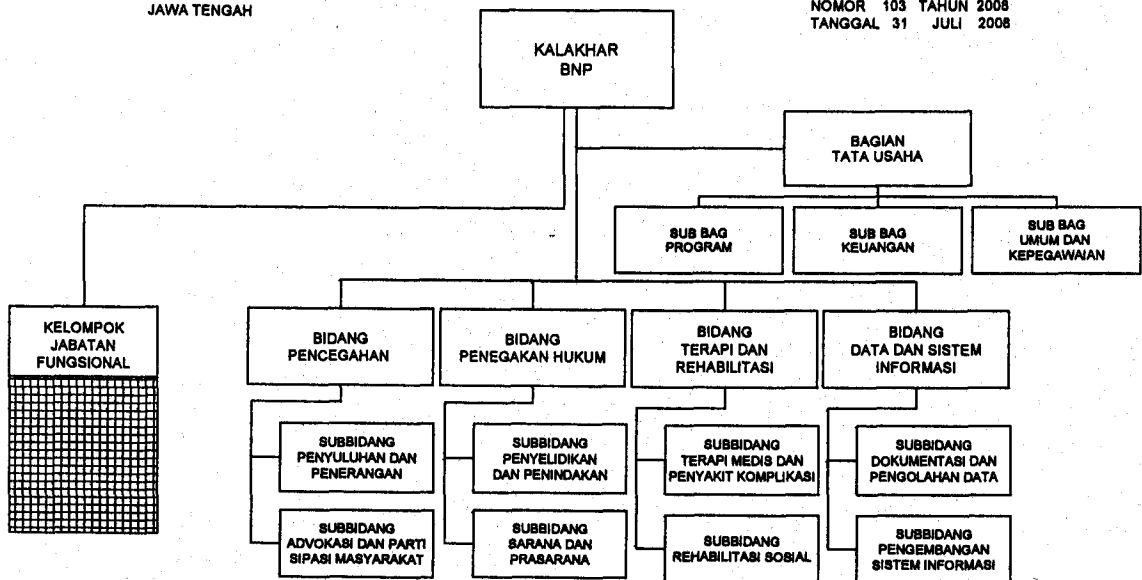 JAWA TENGAH
NOMOR 103 TAHUN 2008
TANGGAL 31 JULI 2008
KALAKHAR
BNP
BAGIAN
TATA USAHA
SUB BAG
PROGRAM
SUB BAG
KEUANGAN
SUB BAG
UMUM DAN
KEPEGAWAIAN
KELOMPOK
JABATAN
FUNGSIONAL
BIDANG
PENCEGAHAN
BIDANG
PENEGAKAN HUKUM
BIDANG
TERAPI DAN
REHABILITASI
BIDANG
DATA DAN SISTEM
INFORMASI
SUBBIDANG
PENYULUHAN DAN
PENERANGAN
SUBBIDANG
PENYELIDIKAN
DAN PENINDAKAN
SUBBIDANG
TERAPI MEDIS DAN
PENYAKIT KOMPLIKASI
SUBBIDANG
DOKUMENTASI DAN
PENGOLAHAN DATA
SUBBIDANG
ADVOKASI DAN PARTI
SIPASI MASYARAKAT
SUBBIDANG
SARANA DAN
PRASARANA
SUBBIDANG
REHABILITASI SOSIAL
SUBBIDANG
PENGEMBANGAN
SISTEM INFORMASI